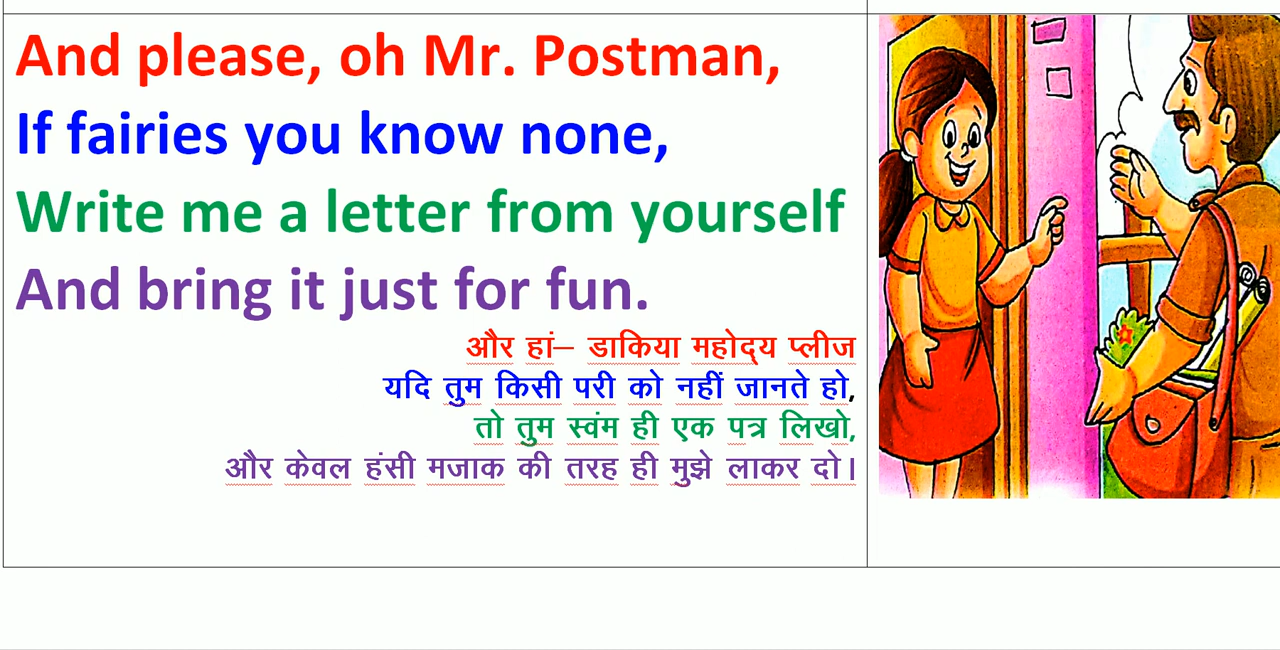 And please, oh Mr. Postman,
If fairies you know none,
Write me a letter from yourself
And bring it just for fun.
और हां– डाकिया महोद्य प्लीज
यदि तुम किसी परी को नहीं जानते हो,
तो तुम स्वंम ही एक पत्र लिखो,
और केवल हंसी मजाक की तरह ही मुझे लाकर दो।